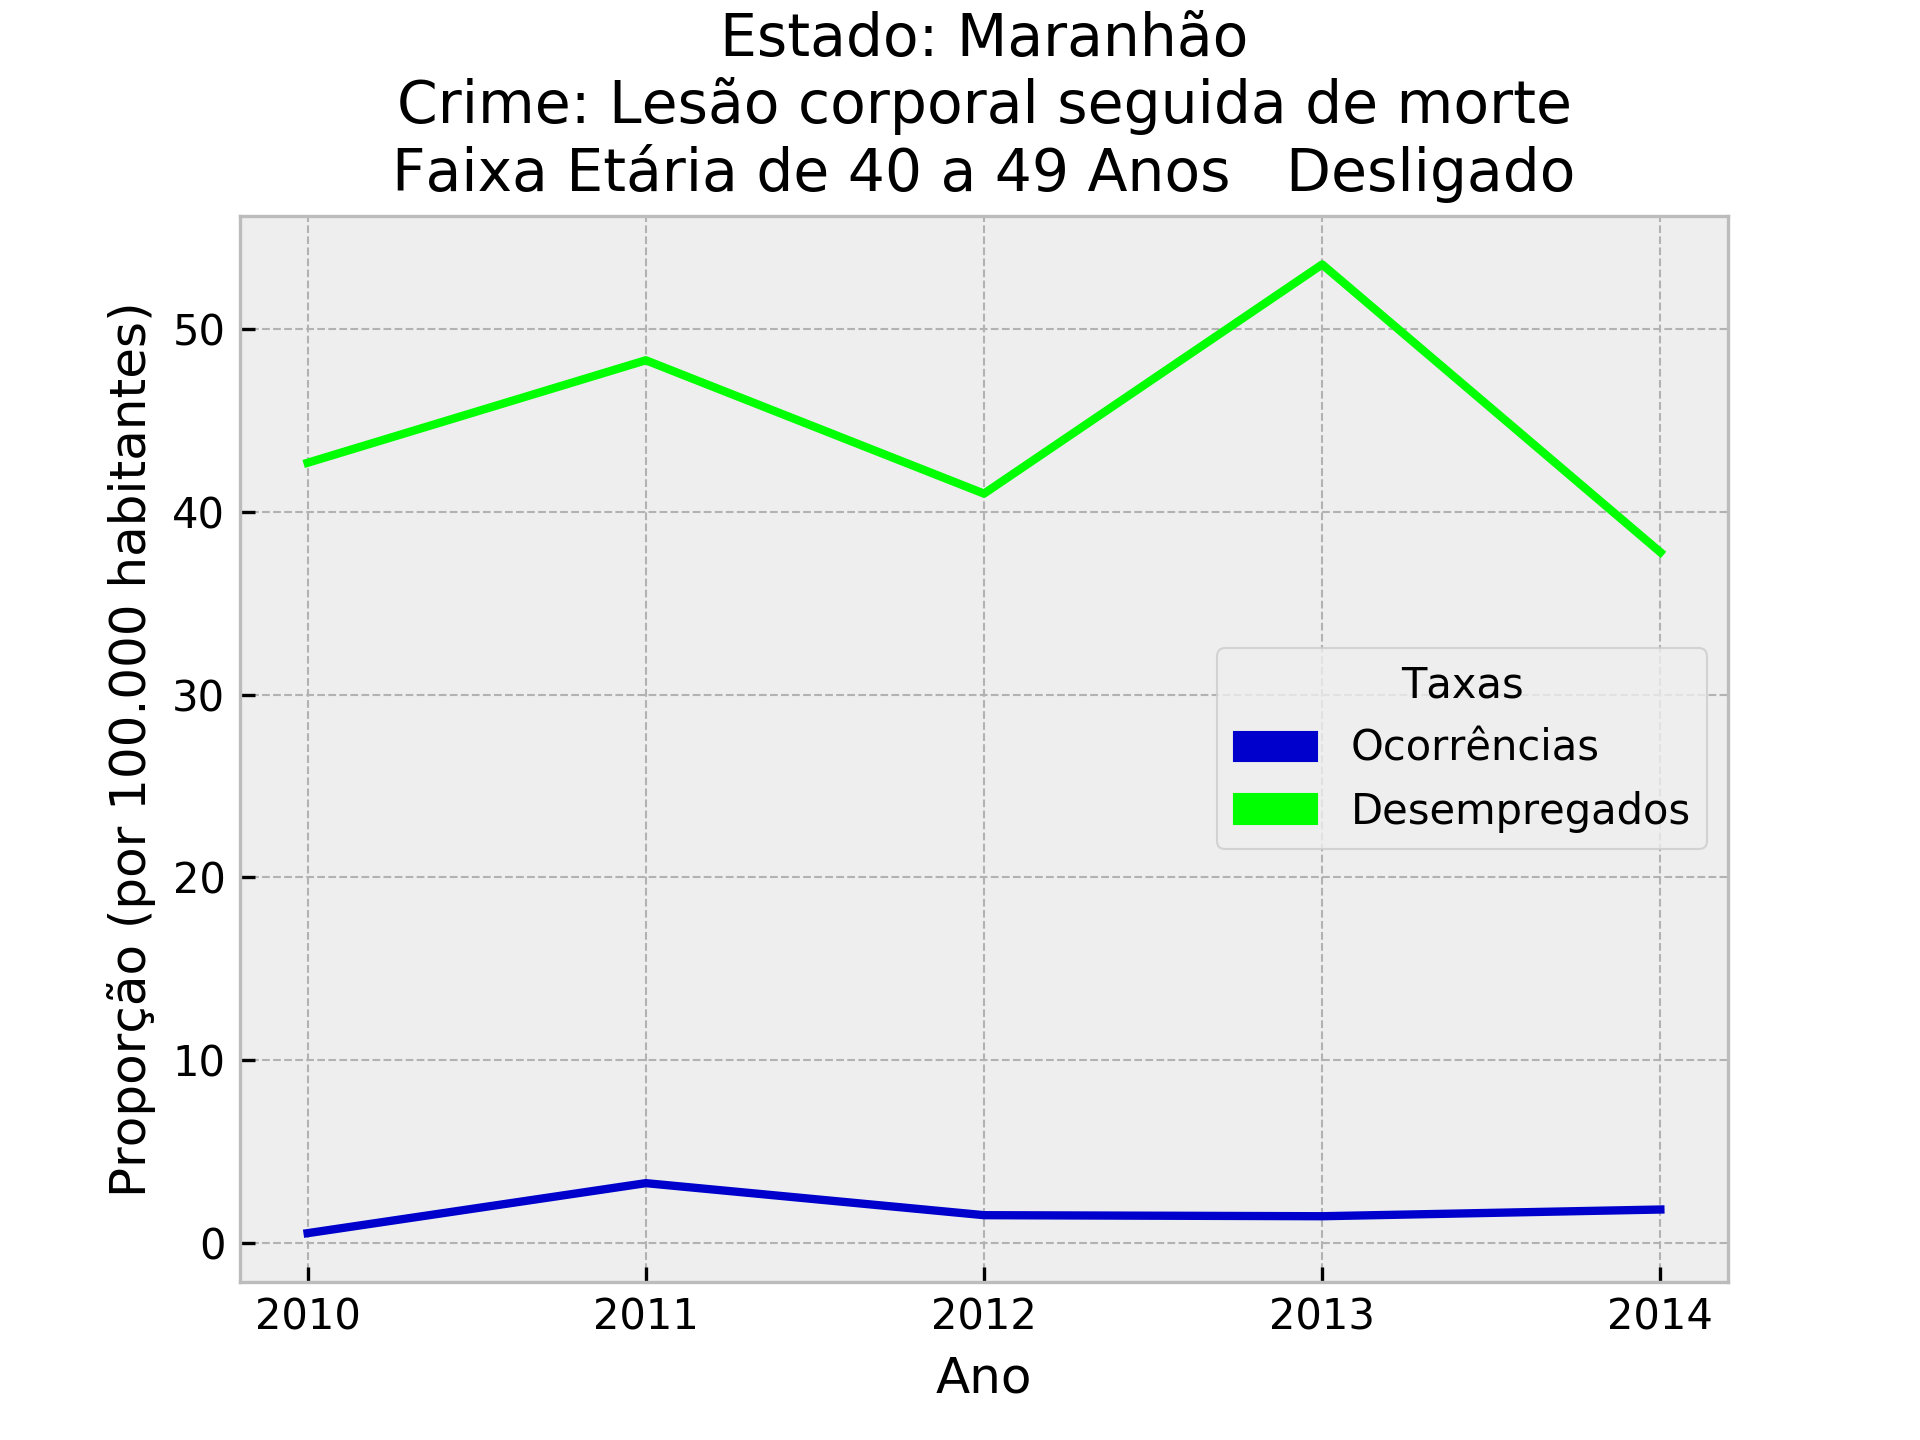 Estado: Maranhão
Crime: Lesão corporal seguida de morte
Faixa Etária de 40 a 49 Anos   Desligado
Proporção (por 100.000 habitantes)
50
40
30
20
10
0
Taxas
Ocorrências
Desempregados
2010 2011 2012 2013 2014
Ano